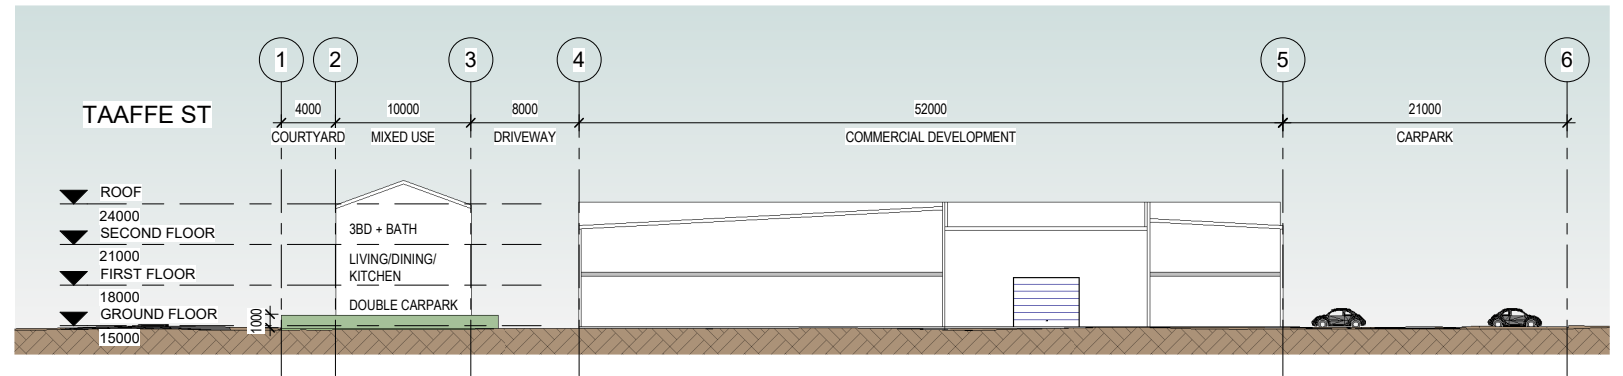 1 2 3 4 5 6
4000 10000 8000 52000 21000
TAAFFE ST
COURTYARD MIXED USE DRIVEWAY COMMERCIAL DEVELOPMENT CARPARK
ROOF
24000
SECOND FLOOR
21000
FIRST FLOOR
18000
GROUND FLOOR
15000
1000
3BD + BATH
LIVING/DINING/
KITCHEN
DOUBLE CARPARK